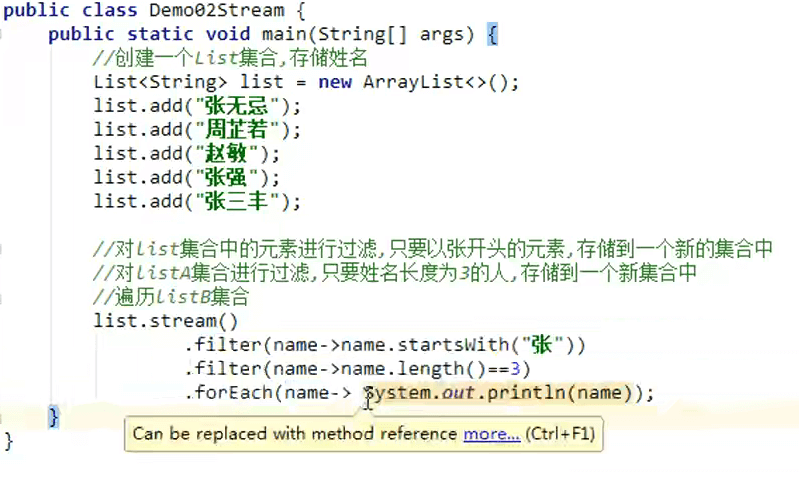 public class Demo02Stream {
public static void main(String[] args) {
//创建一个List集合,存储姓名
List<String> list = new ArrayList<>();
list.add("张无忌");
list.add("周芷若");
list.add("赵敏");
list.add("张强");
list.add("张三丰");
//对list集合中的元素进行过滤,只要以张开头的元素,存储到一个新的集合中
//对listA集合进行过滤,只要姓名长度为3的人,存储到一个新集合中
//遍历listB集合
list.stream()
.filter(name->name.startsWith("张"))
.filter(name->name.length()==3)
.forEach(name-> System.out.println(name));
}
Can be replaced with method reference more... (Ctrl+F1)
}